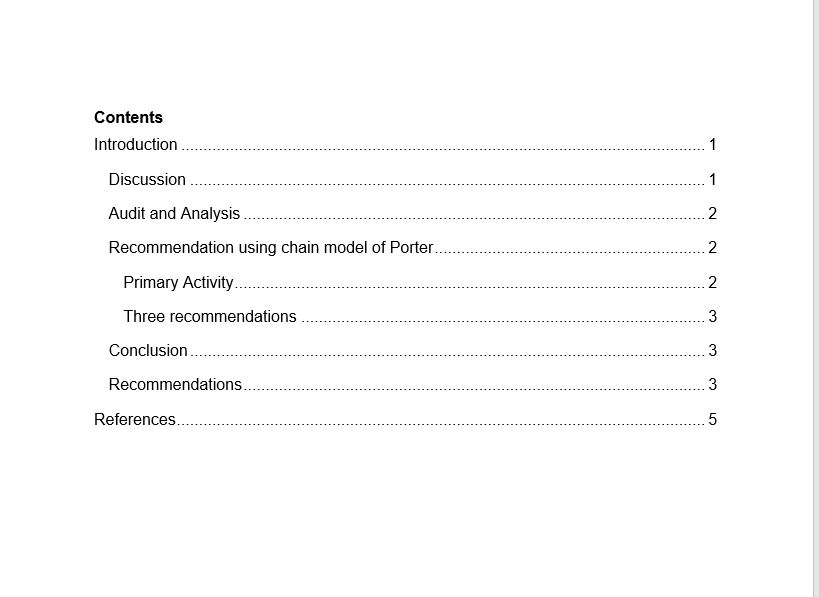 Contents
Introduction ........................................................................................................................ 1
Discussion ..................................................................................................................... 1
Audit and Analysis ......................................................................................................... 2
Recommendation using chain model of Porter............................................................. 2
Primary Activity.......................................................................................................... 2
Three recommendations ........................................................................................... 3
Conclusion ..................................................................................................................... 3
Recommendations......................................................................................................... 3
References........................................................................................................................ 5